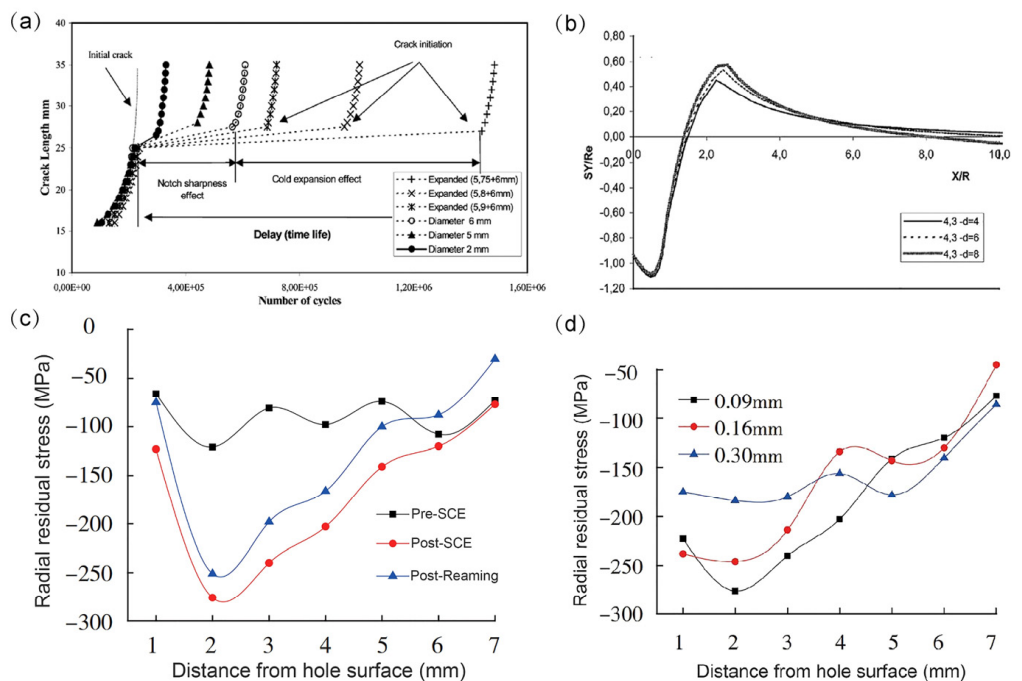 (a)
Crack Length mm
40
35
30
25
20
15
10
Initial crack
Crack initiation
Notch sharpness
effect
Cold expansion effect
Delay (time life)
Expanded (5,75+6mm)
Expanded (5,8+6mm)
Expanded (5,9+6mm)
Diameter 6 mm
Diameter 5 mm
Diameter 2 mm
0,00E+00
4,00E+05
8,00E+05
1,20E+06
1,60E+06
Number of cycles
(b)
SY/Re
0,80
0,60
0,40
0,20
0,00
-0,20
-0,40
-0,60
-0,80
-1,00
-1,20
0,0
2,0
4,0
6,0
8,0
10,0
X/R
4,3 -d=4
4,3 -d=6
4,3 -d=8
(c)
Radial residual stress (MPa)
0
−50
−100
−150
−200
−250
−300
Pre-SCE
Post-SCE
Post-Reaming
1 2 3 4 5 6 7
Distance from hole surface (mm)
(d)
Radial residual stress (MPa)
−50
−100
−150
−200
−250
−300
0.09mm
0.16mm
0.30mm
1 2 3 4 5 6 7
Distance from hole surface (mm)